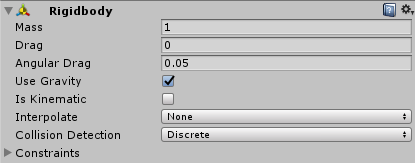 Rigidbody
Mass 1
Drag 0
Angular Drag 0.05
Use Gravity
Is Kinematic
Interpolate None
Collision Detection Discrete
Constraints